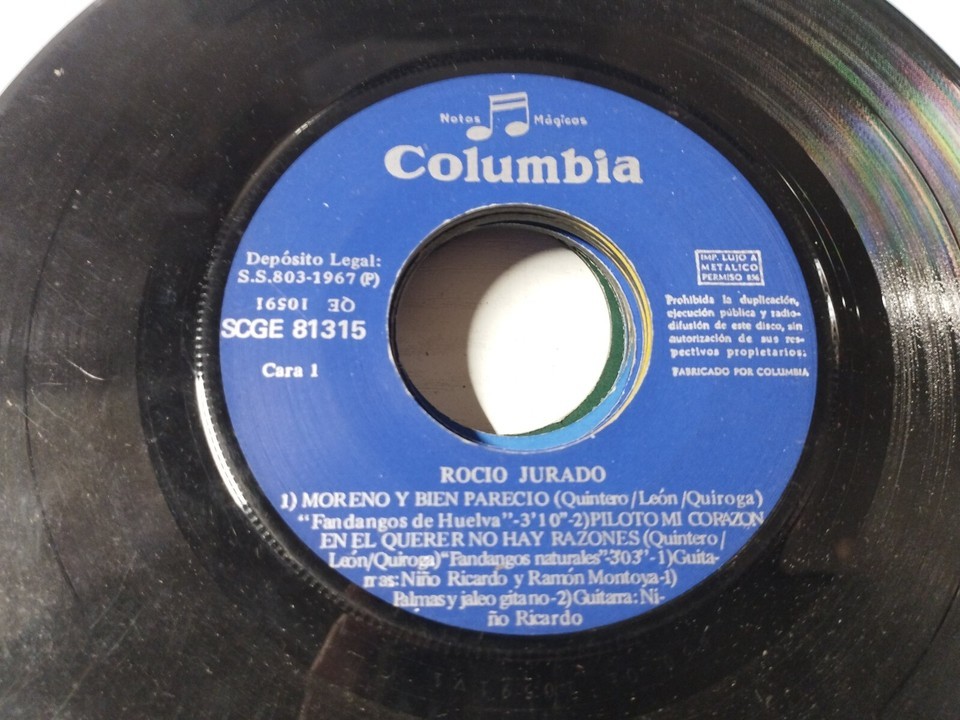 Notas Mágicas
Columbia
Depósito Legal:
S.S.803-1967 (P)
QE 10591
SCGE 81315
Cara 1
IMP. LUJO A
METALICO
PERMISO 856
Prohibida la duplicación,
ejecución pública y radio-
difusión de este disco, sin
autorización de sus res-
pectivos propietarios.
FABRICADO POR COLUMBIA
ROCIO JURADO
1) MORENO Y BIEN PARECIO (Quintero/León/Quiroga)
"Fandangos de Huelva"-3'10"-2)PILOTO MI CORAZON
EN EL QUERER NO HAY RAZONES (Quintero/
León/Quiroga)"Fandangos naturales"-3'03"-1)Guita-
rras: Niño Ricardo y Ramón Montoya-1)
Palmas y jaleo gitano-2)Guitarra: Ni-
ño Ricardo